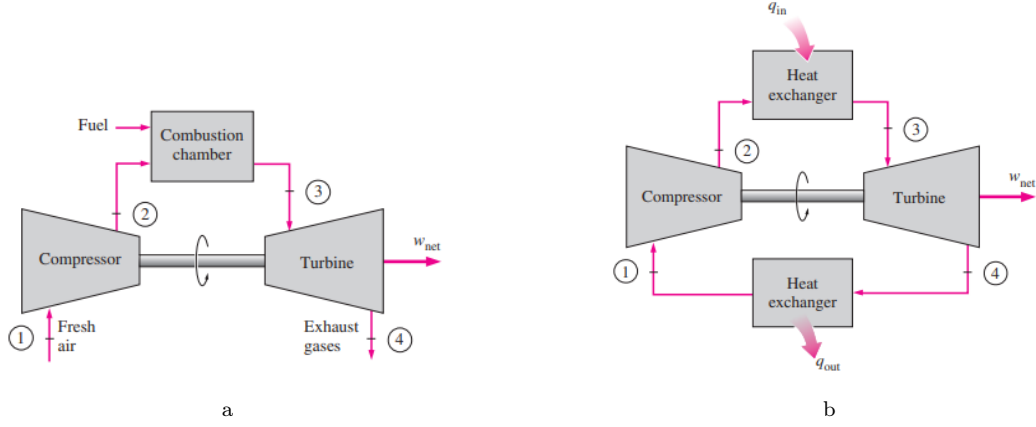 Fuel
Combustion
chamber
2
3
Compressor
Turbine
w_net
1
Fresh
air
Exhaust
gases
4
a
q_in
Heat
exchanger
2
3
Compressor
Turbine
w_net
1
Heat
exchanger
4
q_out
b